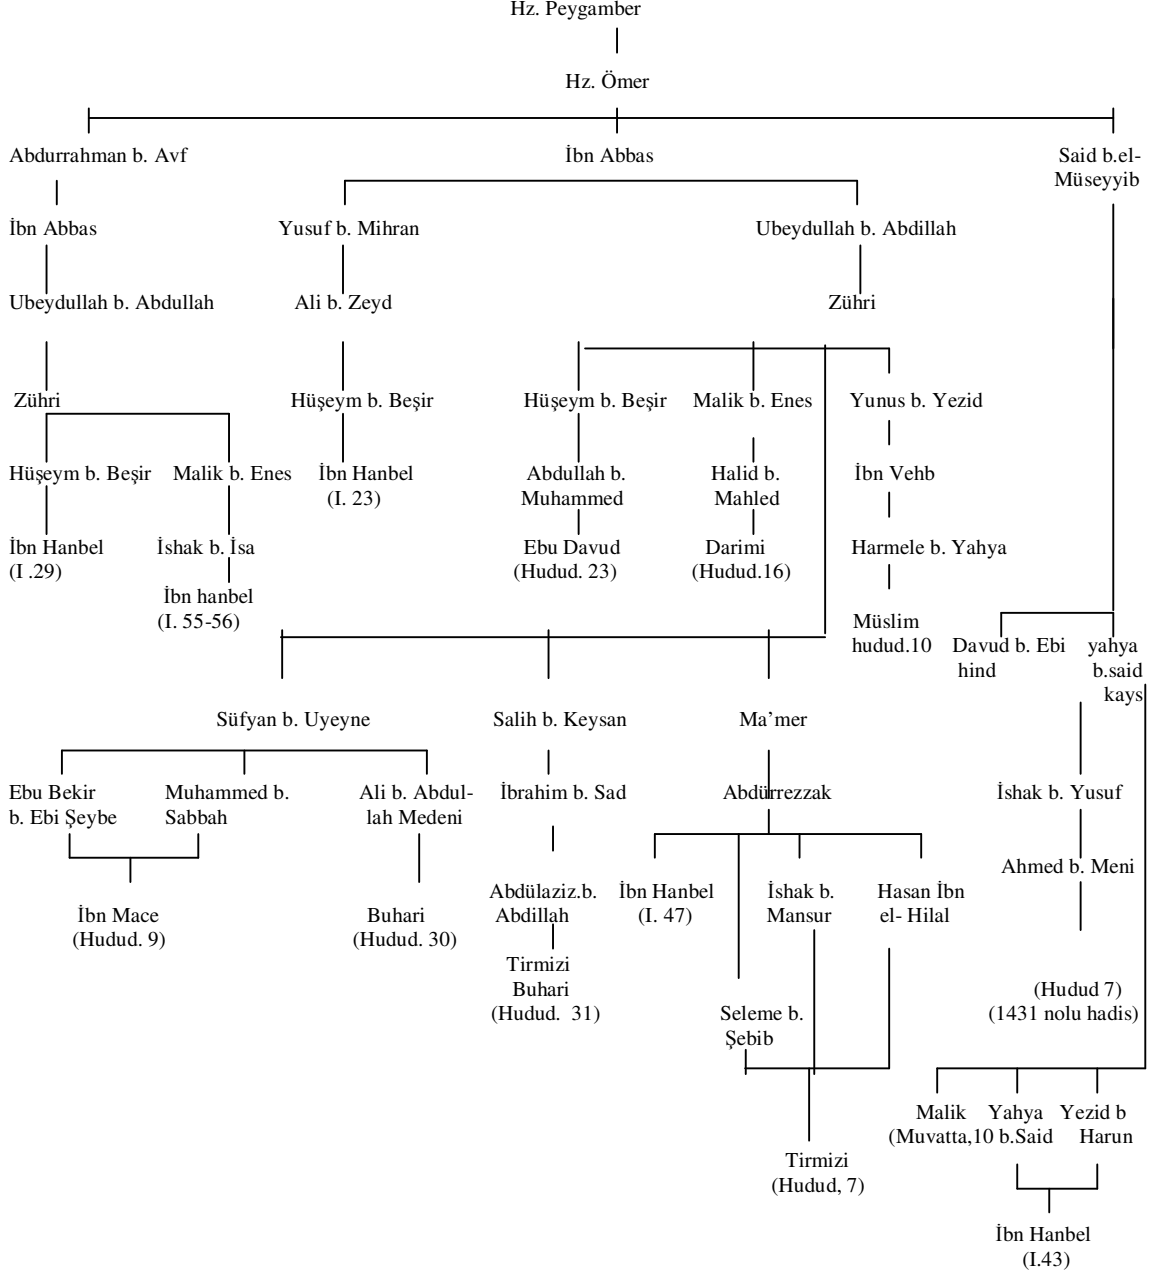 Hz. Peygamber
Hz. Ömer
Abdurrahman b. Avf
İbn Abbas
Said b.el-
Müseyyib
İbn Abbas
Yusuf b. Mihran
Ubeydullah b. Abdillah
Ubeydullah b. Abdullah
Ali b. Zeyd
Zühri
Zühri
Hüşeym b. Beşir
Hüşeym b. Beşir
Malik b. Enes
Yunus b. Yezid
Hüşeym b. Beşir
Malik b. Enes
İbn Hanbel
(I. 23)
Abdullah b.
Muhammed
Halid b.
Mahled
İbn Vehb
İbn Hanbel
(I .29)
İshak b. İsa
Ebu Davud
(Hudud. 23)
Darimi
(Hudud.16)
Harmele b. Yahya
İbn hanbel
(I. 55-56)
Müslim
hudud.10
Davud b. Ebi
hind
yahya
b.said
kays
Süfyan b. Uyeyne
Salih b. Keysan
Ma’mer
Ebu Bekir
b. Ebi Şeybe
Muhammed b.
Sabbah
Ali b. Abdul-
lah Medeni
İbrahim b. Sad
Abdürrezzak
İshak b. Yusuf
Ahmed b. Meni
İbn Mace
(Hudud. 9)
Buhari
(Hudud. 30)
Abdülaziz.b.
Abdillah
İbn Hanbel
(I. 47)
İshak b.
Mansur
Hasan İbn
el- Hilal
Tirmizi
Buhari
(Hudud.  31)
Seleme b.
Şebib
(Hudud 7)
(1431 nolu hadis)
Malik
(Muvatta,10
Yahya
b.Said
Yezid b
Harun
Tirmizi
(Hudud, 7)
İbn Hanbel
(I.43)